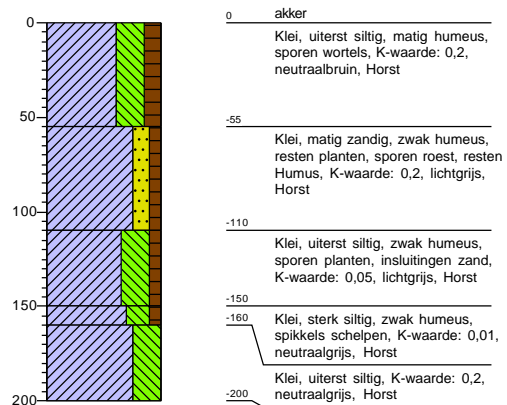 0
50
100
150
200
0 akker
Klei, uiterst siltig, matig humeus,
sporen wortels, K-waarde: 0,2,
neutraalbruin, Horst
-55
Klei, matig zandig, zwak humeus,
resten planten, sporen roest, resten
Humus, K-waarde: 0,2, lichtgrijs,
Horst
-110
Klei, uiterst siltig, zwak humeus,
sporen planten, insluitingen zand,
K-waarde: 0,05, lichtgrijs, Horst
-150
-160
Klei, sterk siltig, zwak humeus,
spikkels schelpen, K-waarde: 0,01,
neutraalgrijs, Horst
Klei, uiterst siltig, K-waarde: 0,2,
neutraalgrijs, Horst
-200